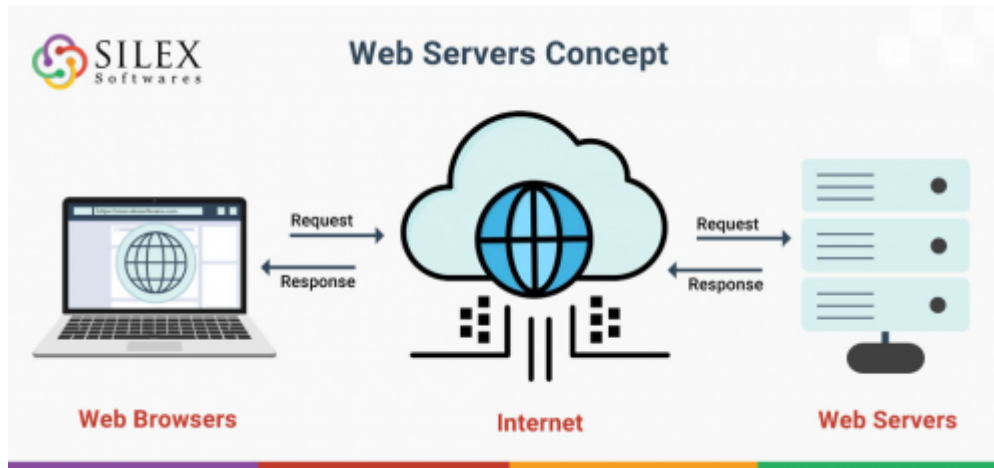 SILEX
Softwares
Web Servers Concept
Request
Response
Request
Response
Web Browsers
Internet
Web Servers